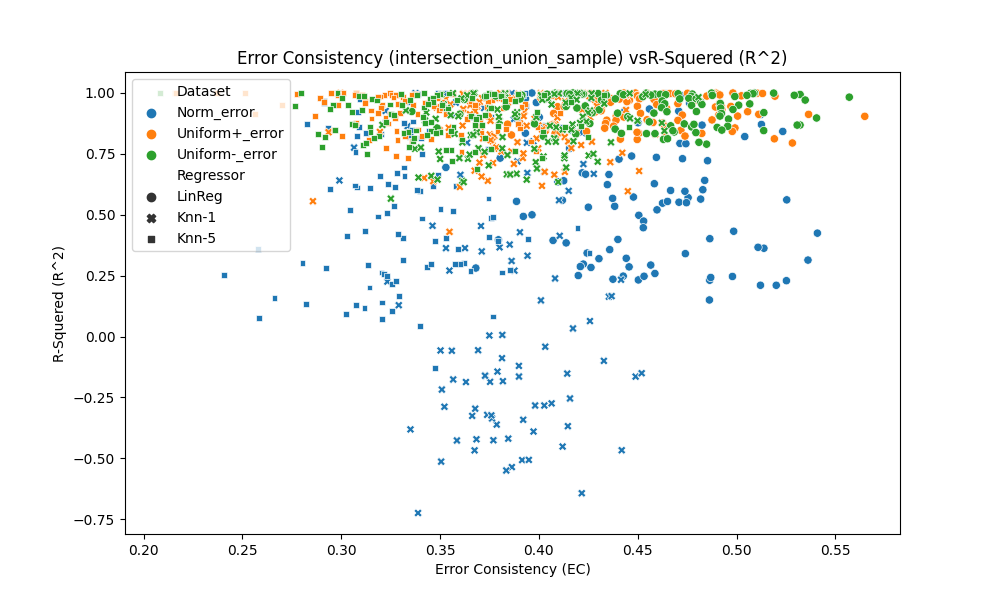 Error Consistency (intersection_union_sample) vsR-Squered (R^2)
R-Squered (R^2)
1.00
0.75
0.50
0.25
0.00
−0.25
−0.50
−0.75
Dataset
Norm_error
Uniform+_error
Uniform-_error
Regressor
LinReg
Knn-1
Knn-5
0.20 0.25 0.30 0.35 0.40 0.45 0.50 0.55
Error Consistency (EC)